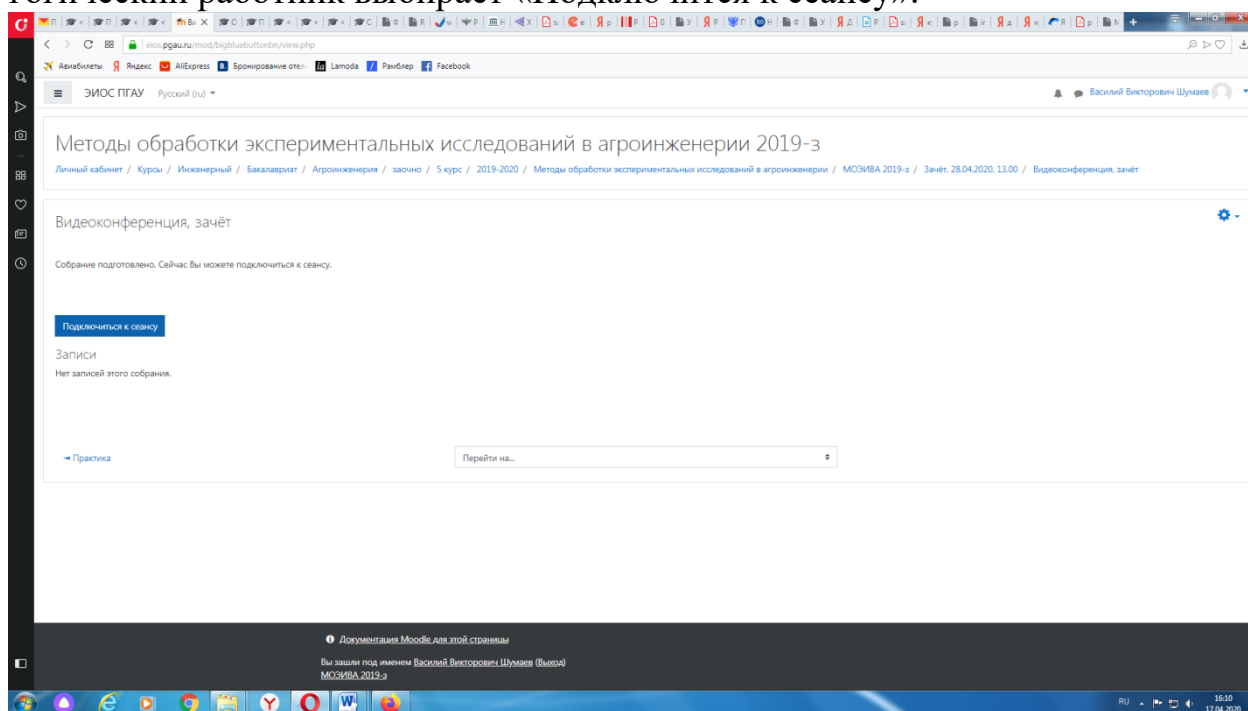 выбирает «Подключится к сеансу».
eios.pgau.ru/mod/bigbluebuttonbn/view.php
Авиабилеты Яндекс AliExpress Бронирование отел Lamoda Рамблер Facebook
ЭИОС ПГАУ Русский (ru) Василий Викторович Шумаев
Методы обработки экспериментальных исследований в агроинженерии 2019-з
Личный кабинет / Курсы / Инженерный / Бакалавриат / Агроинженерия / заочно / 5 курс / 2019-2020 / Методы обработки экспериментальных исследований в агроинженерии / МОЭИВА 2019-з / Зачёт, 28.04.2020, 13.00 / Видеоконференция, зачёт
Видеоконференция, зачёт
Собрание подготовлено. Сейчас Вы можете подключиться к сеансу.
Подключиться к сеансу
Записи
Нет записей этого собрания.
◄ Практика Перейти на...
Документация Moodle для этой страницы
Вы зашли под именем Василий Викторович Шумаев (Выход)
МОЭИВА 2019-з
RU 16:10
17.04.2020